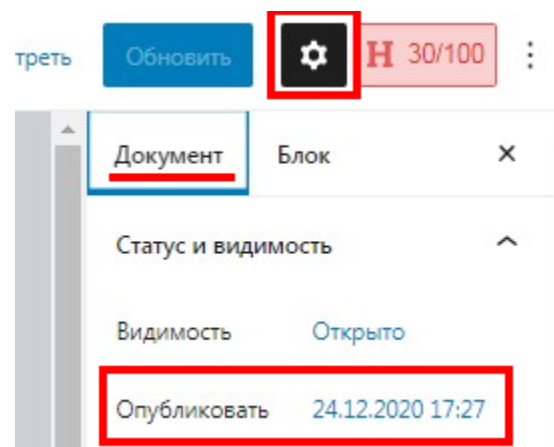 треть Обновить H 30/100
Документ Блок
Статус и видимость
Видимость Открыто
Опубликовать 24.12.2020 17:27